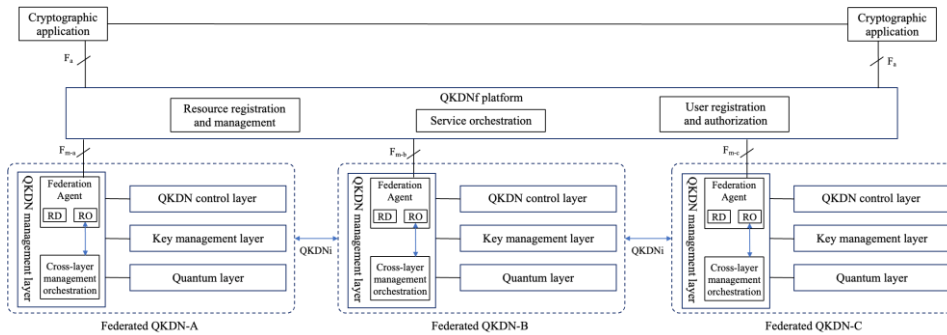 Cryptographic
application
Cryptographic
application
Fa
Fa
QKDNf platform
Resource registration
and management
Service orchestration
User registration
and authorization
Fm-a
Fm-b
Fm-c
QKDN management layer
Federation
Agent
RD
RO
Cross-layer
management
orchestration
QKDN control layer
Key management layer
Quantum layer
QKDNi
QKDN management layer
Federation
Agent
RD
RO
Cross-layer
management
orchestration
QKDN control layer
Key management layer
Quantum layer
QKDNi
QKDN management layer
Federation
Agent
RD
RO
Cross-layer
management
orchestration
QKDN control layer
Key management layer
Quantum layer
Federated QKDN-A
Federated QKDN-B
Federated QKDN-C